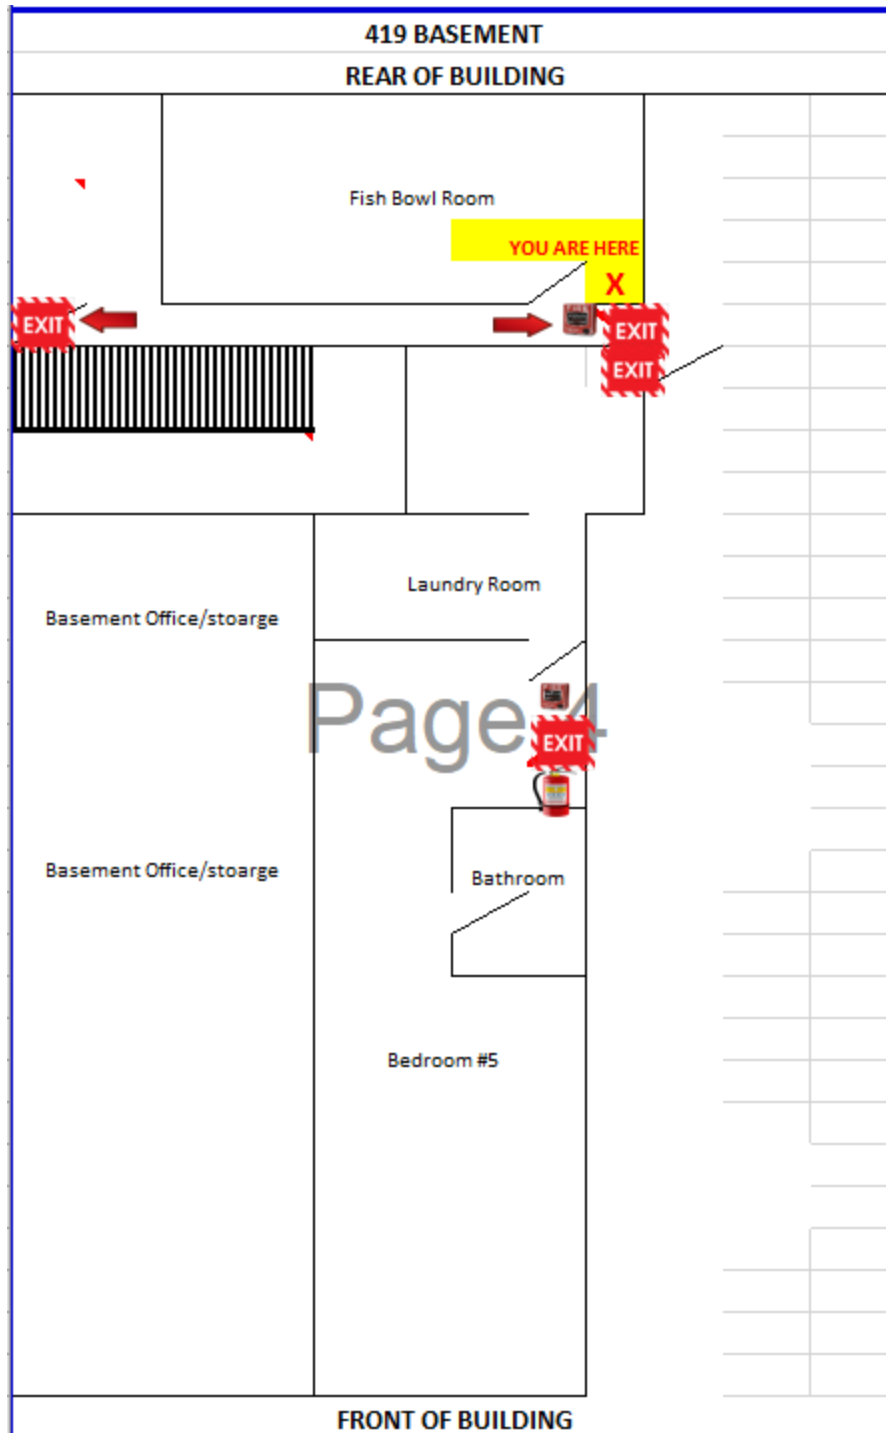 419 BASEMENT
REAR OF BUILDING
Fish Bowl Room
YOU ARE HERE
X
EXIT
EXIT
EXIT
Laundry Room
Basement Office/stoarge
Page 4
EXIT
Basement Office/stoarge
Bathroom
Bedroom #5
FRONT OF BUILDING